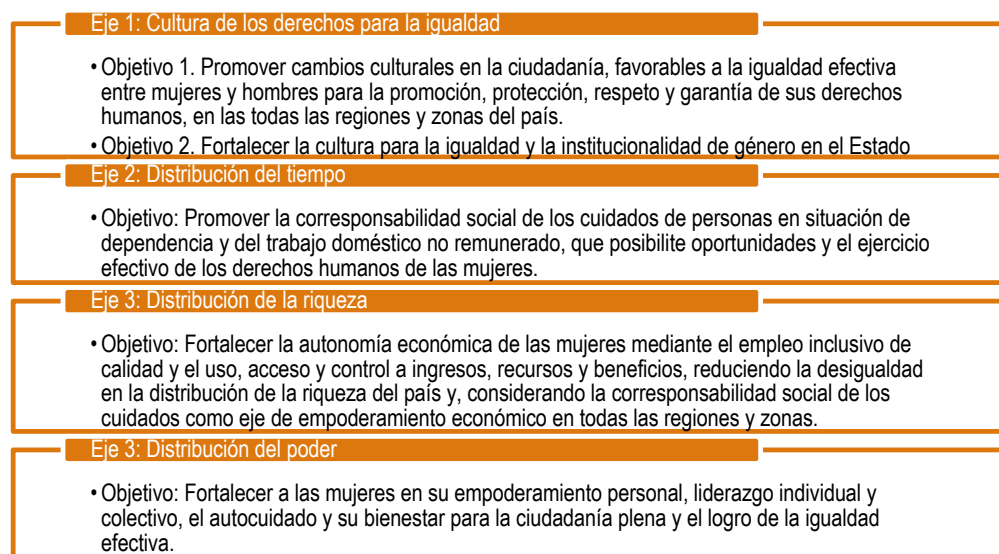 Eje 1: Cultura de los derechos para la igualdad
• Objetivo 1. Promover cambios culturales en la ciudadanía, favorables a la igualdad efectiva
entre mujeres y hombres para la promoción, protección, respeto y garantía de sus derechos
humanos, en las todas las regiones y zonas del país.
• Objetivo 2. Fortalecer la cultura para la igualdad y la institucionalidad de género en el Estado
Eje 2: Distribución del tiempo
• Objetivo: Promover la corresponsabilidad social de los cuidados de personas en situación de
dependencia y del trabajo doméstico no remunerado, que posibilite oportunidades y el ejercicio
efectivo de los derechos humanos de las mujeres.
Eje 3: Distribución de la riqueza
• Objetivo: Fortalecer la autonomía económica de las mujeres mediante el empleo inclusivo de
calidad y el uso, acceso y control a ingresos, recursos y beneficios, reduciendo la desigualdad
en la distribución de la riqueza del país y, considerando la corresponsabilidad social de los
cuidados como eje de empoderamiento económico en todas las regiones y zonas.
Eje 3: Distribución del poder
• Objetivo: Fortalecer a las mujeres en su empoderamiento personal, liderazgo individual y
colectivo, el autocuidado y su bienestar para la ciudadanía plena y el logro de la igualdad
efectiva.